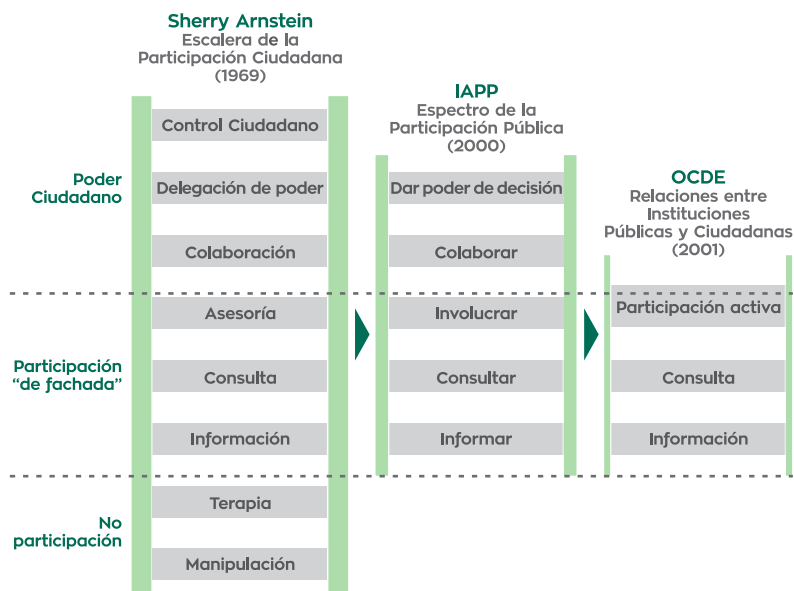 Sherry Arnstein
Escalera de la
Participación Ciudadana
(1969)
Control Ciudadano
Delegación de poder
Colaboración
Asesoría
Consulta
Información
Terapia
Manipulación
Poder
Ciudadano
Participación
“de fachada”
No
participación
IAPP
Espectro de la
Participación Pública
(2000)
Dar poder de decisión
Colaborar
Involucrar
Consultar
Informar
OCDE
Relaciones entre
Instituciones
Públicas y Ciudadanas
(2001)
Participación activa
Consulta
Información